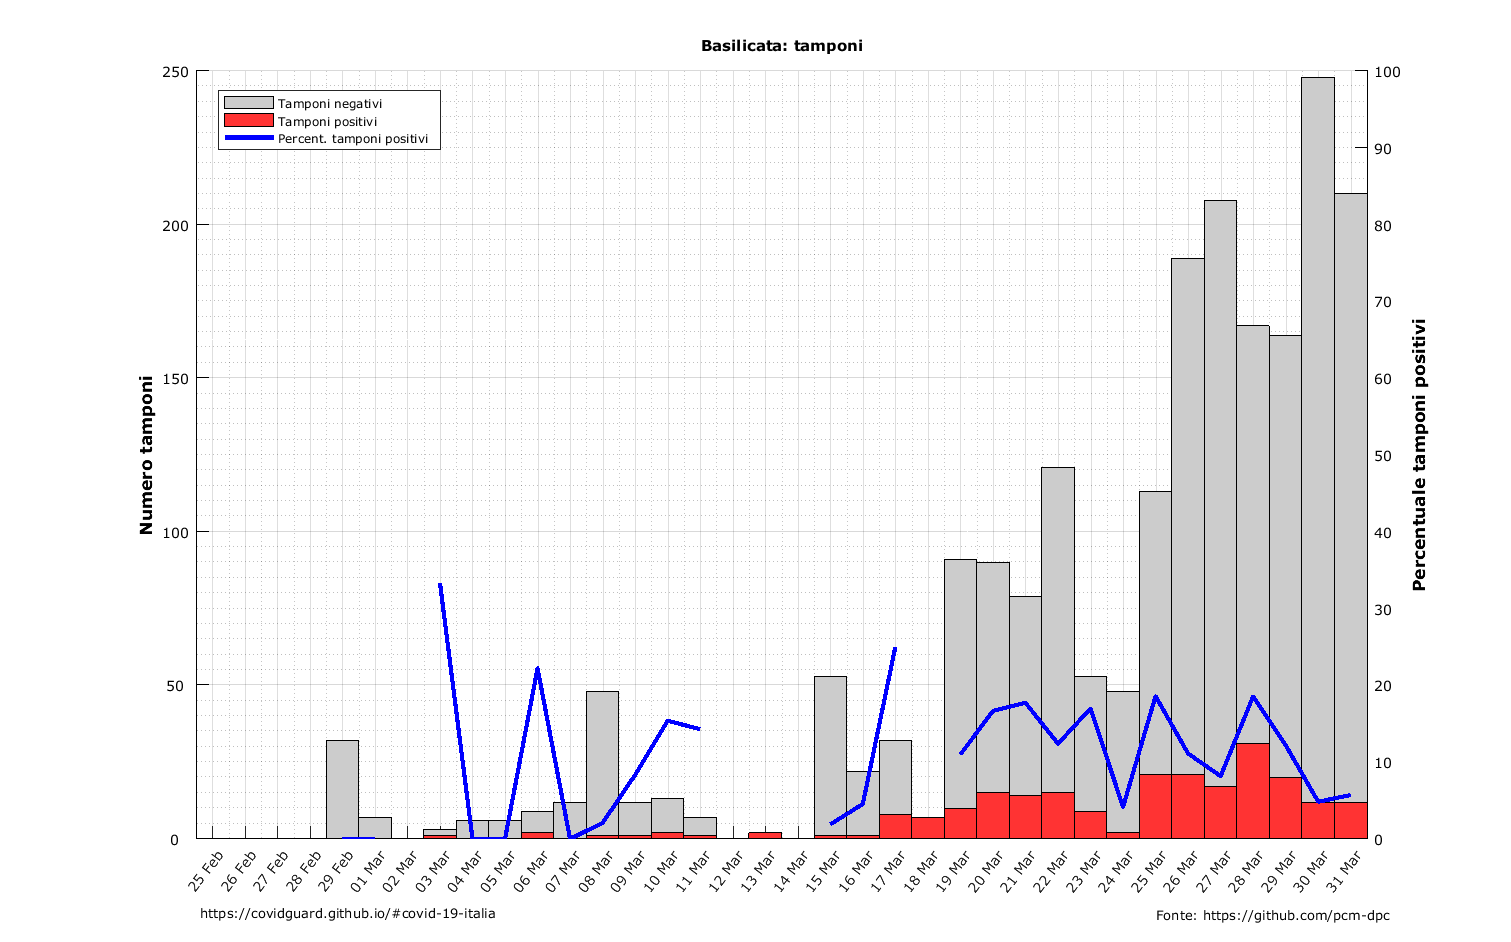 Basilicata: tamponi
250
200
150
100
50
0
100
90
80
70
60
50
40
30
20
10
0
Tamponi negativi
Tamponi positivi
Percent. tamponi positivi
Numero tamponi
Percentuale tamponi positivi
25 Feb
26 Feb
27 Feb
28 Feb
29 Feb
01 Mar
02 Mar
03 Mar
04 Mar
05 Mar
06 Mar
07 Mar
08 Mar
09 Mar
10 Mar
11 Mar
12 Mar
13 Mar
14 Mar
15 Mar
16 Mar
17 Mar
18 Mar
19 Mar
20 Mar
21 Mar
22 Mar
23 Mar
24 Mar
25 Mar
26 Mar
27 Mar
28 Mar
29 Mar
30 Mar
31 Mar
https://covidguard.github.io/#covid-19-italia
Fonte: https://github.com/pcm-dpc